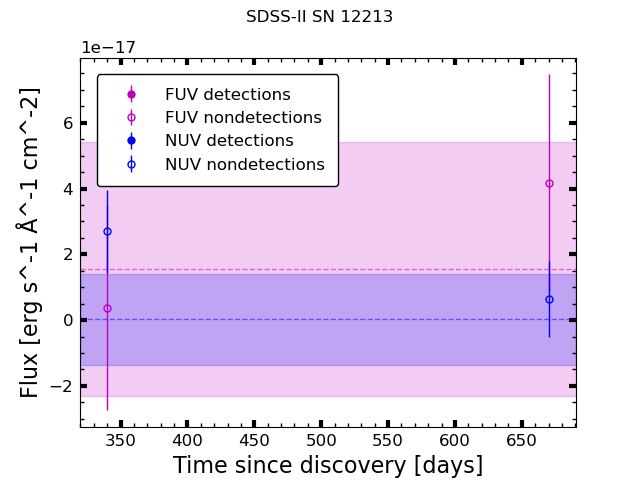 SDSS-II SN 12213
1e−17
FUV detections
FUV nondetections
NUV detections
NUV nondetections
6
4
2
0
−2
Flux [erg s^-1 Å^-1 cm^-2]
350 400 450 500 550 600 650
Time since discovery [days]